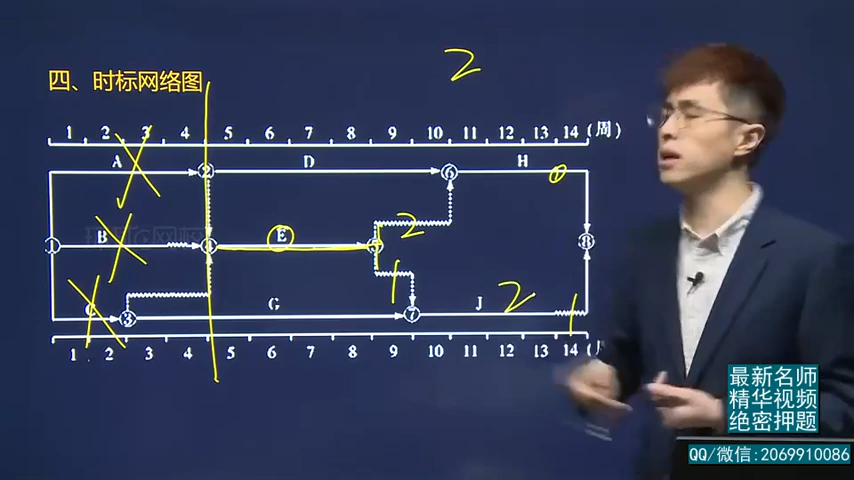 2
四、时标网络图
1 2 3 4 5 6 7 8 9 10 11 12 13 14 (周)
A ② D ⑥ H ①
① B ④ E ⑤ 2 ⑧
1
C ③ G ⑦ J 2 1
1 2 3 4 5 6 7 8 9 10 11 12 13 14
最新名师
精华视频
绝密押题
QQ/微信:2069910086